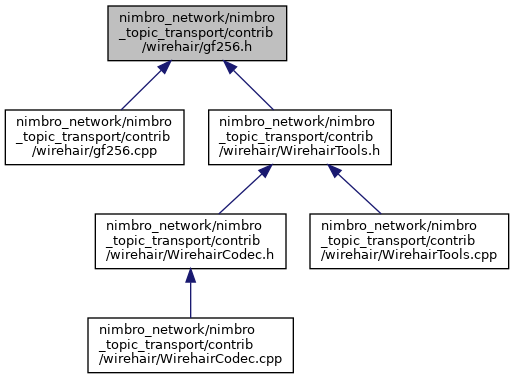 nimbro_network/nimbro
_topic_transport/contrib
/wirehair/gf256.h
nimbro_network/nimbro
_topic_transport/contrib
/wirehair/gf256.cpp
nimbro_network/nimbro
_topic_transport/contrib
/wirehair/WirehairTools.h
nimbro_network/nimbro
_topic_transport/contrib
/wirehair/WirehairCodec.h
nimbro_network/nimbro
_topic_transport/contrib
/wirehair/WirehairTools.cpp
nimbro_network/nimbro
_topic_transport/contrib
/wirehair/WirehairCodec.cpp